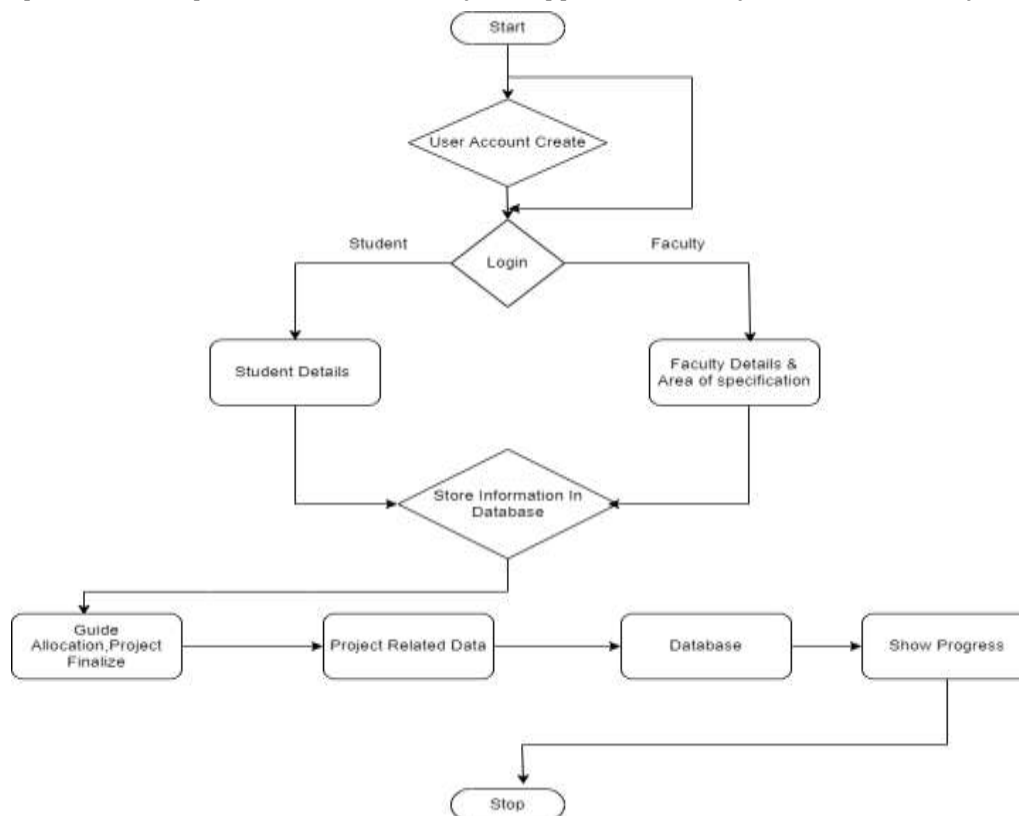 Start
User Account Create
Student
Faculty
Login
Student Details
Faculty Details &
Area of specification
Store Information In
Database
Guide
Allocation,Project
Finalize
Project Related Data
Database
Show Progress
Stop